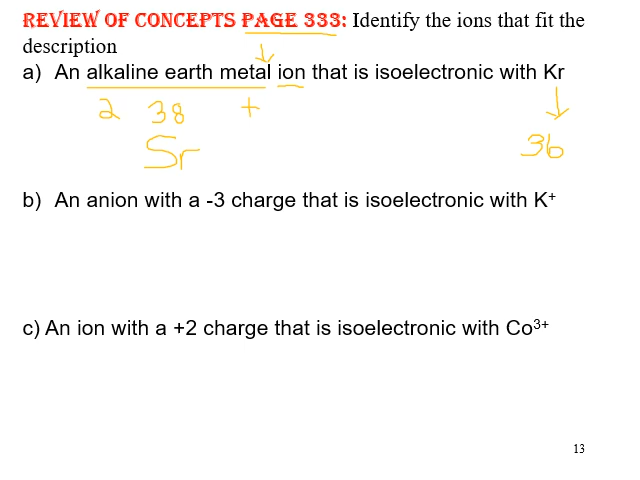 REVIEW OF CONCEPTS PAGE 333: Identify the ions that fit the
description
a) An alkaline earth metal ion that is isoelectronic with Kr
2 38 +
Sr 36
b) An anion with a -3 charge that is isoelectronic with K⁺
c) An ion with a +2 charge that is isoelectronic with Co³⁺
13